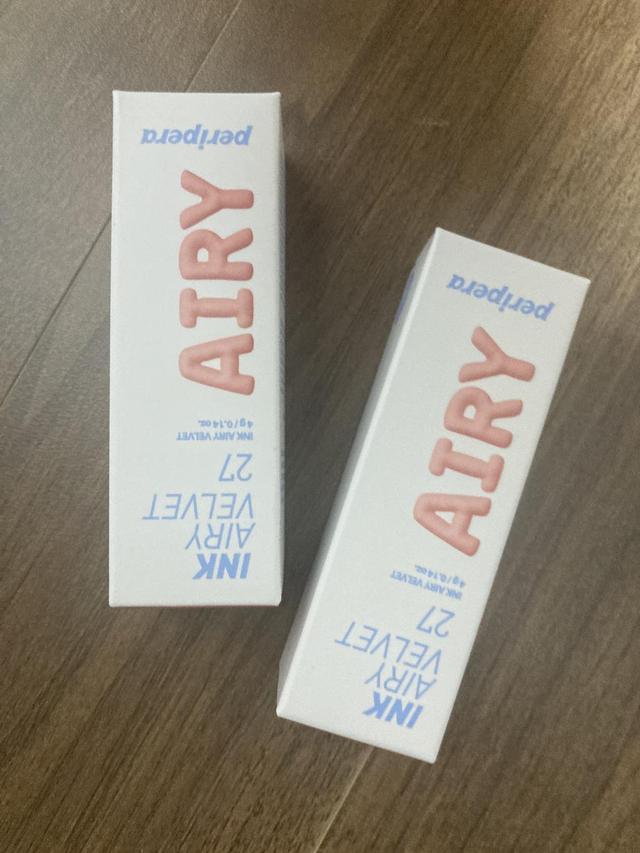 INK
AIRY
VELVET
27
INK AIRY VELVET
4 g / 0.14 oz.
AIRY
peripera
INK
AIRY
VELVET
27
INK AIRY VELVET
4 g / 0.14 oz.
AIRY
peripera